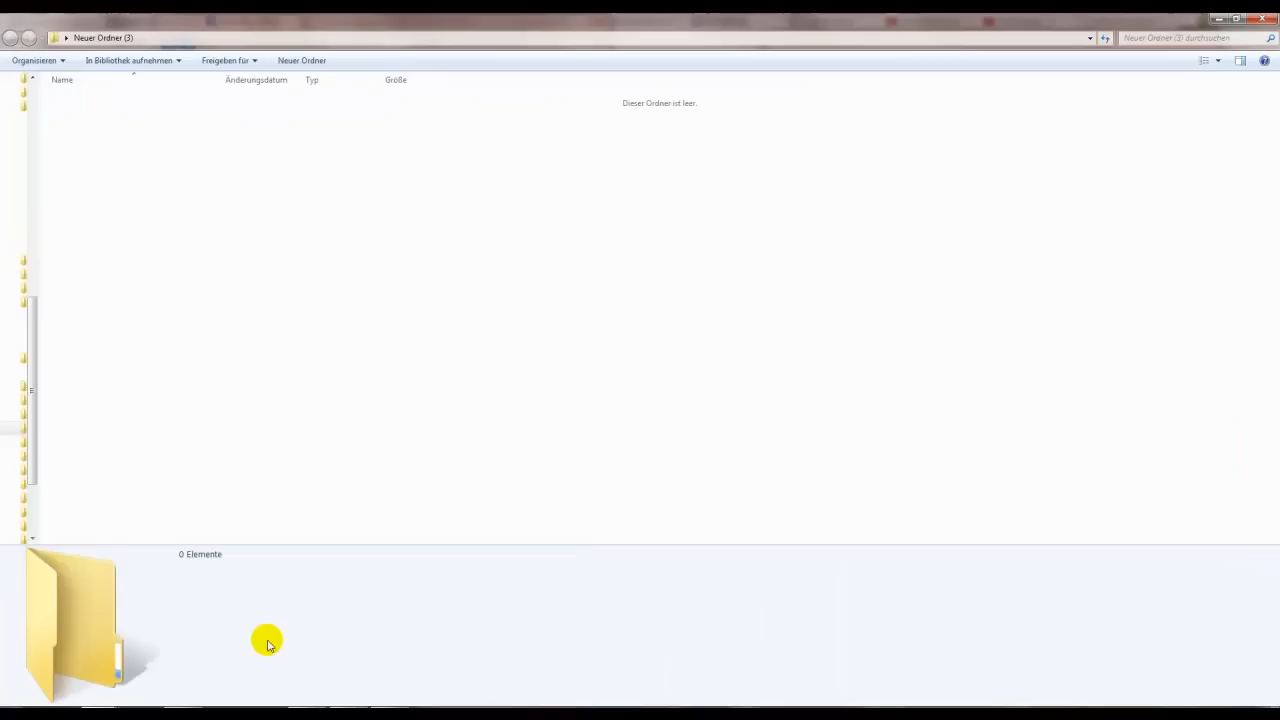 Neuer Ordner (3)
Neuer Ordner (3) durchsuchen
Organisieren
In Bibliothek aufnehmen
Freigeben für
Neuer Ordner
Name
Änderungsdatum
Typ
Größe
Dieser Ordner ist leer.
0 Elemente